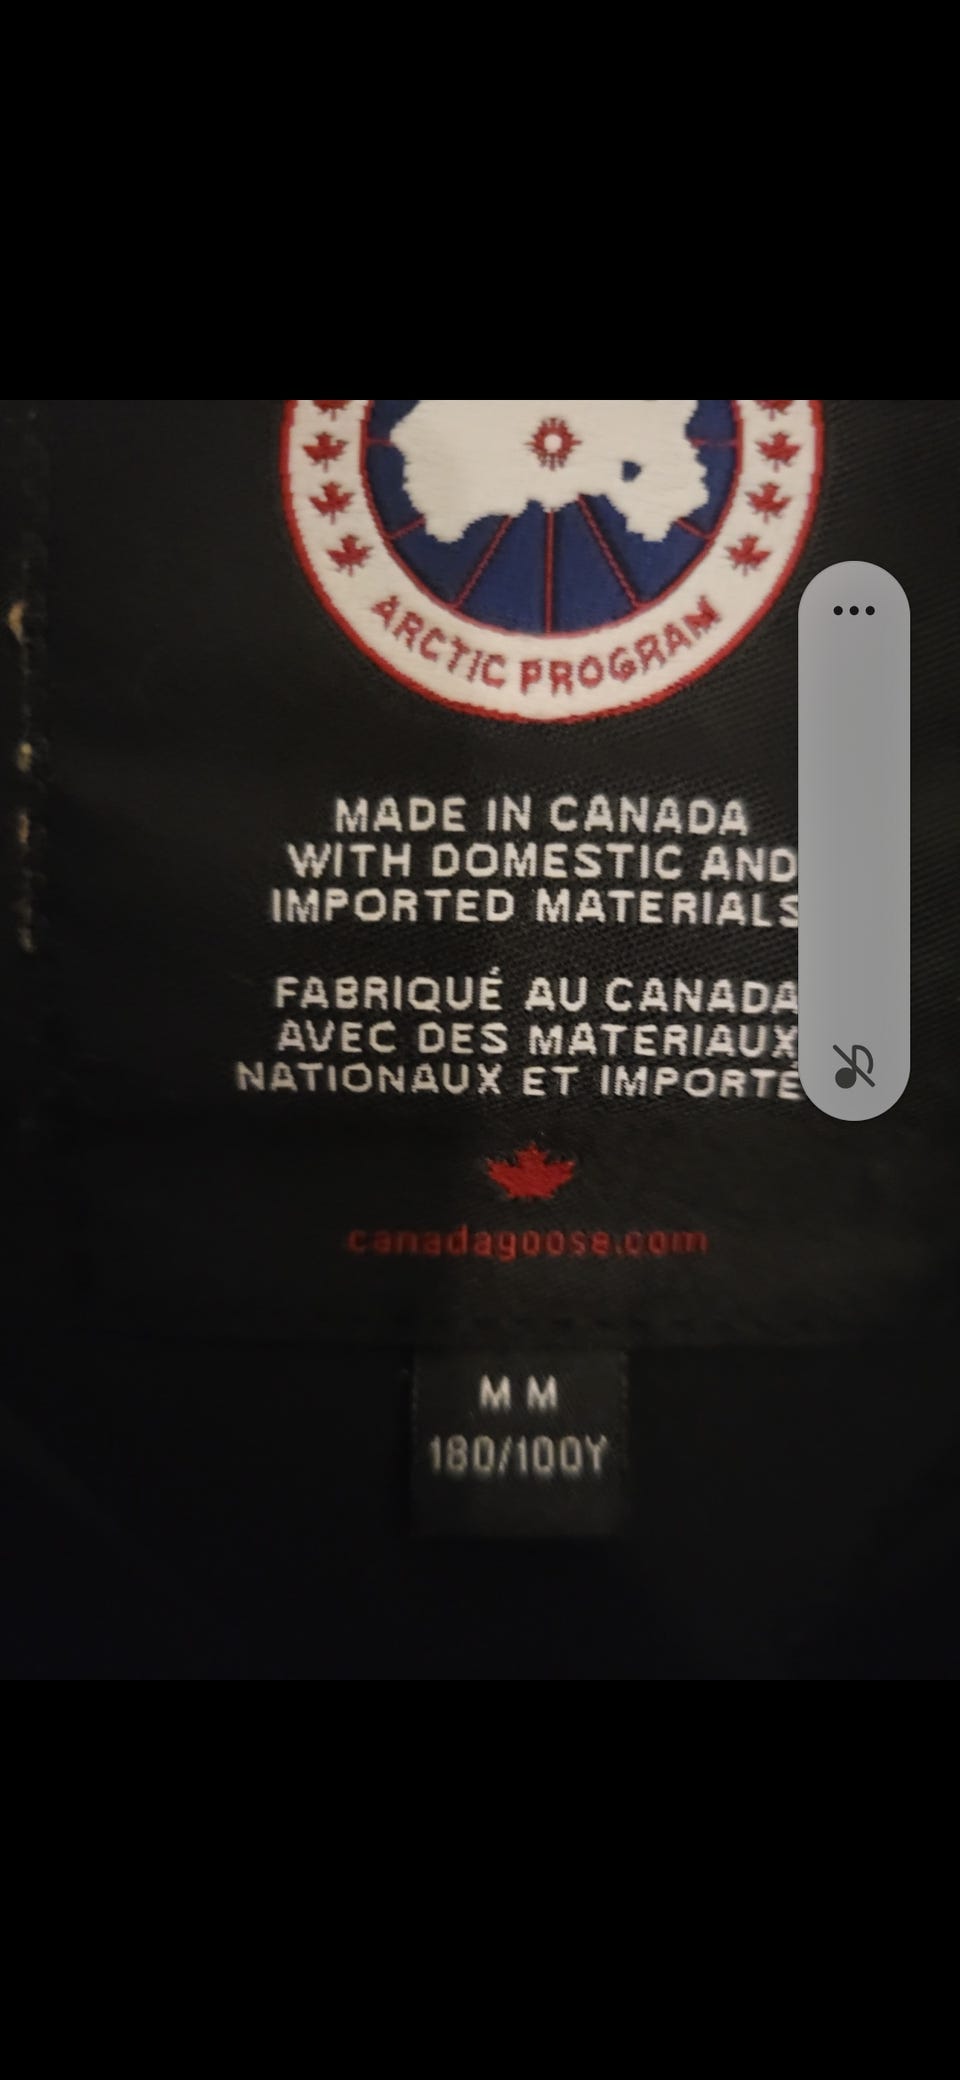 ARCTIC PROGRAM
MADE IN CANADA
WITH DOMESTIC AND
IMPORTED MATERIALS
FABRIQUÉ AU CANADA
AVEC DES MATERIAUX
NATIONAUX ET IMPORTÉ
canadagoose.com
M M
180/100Y